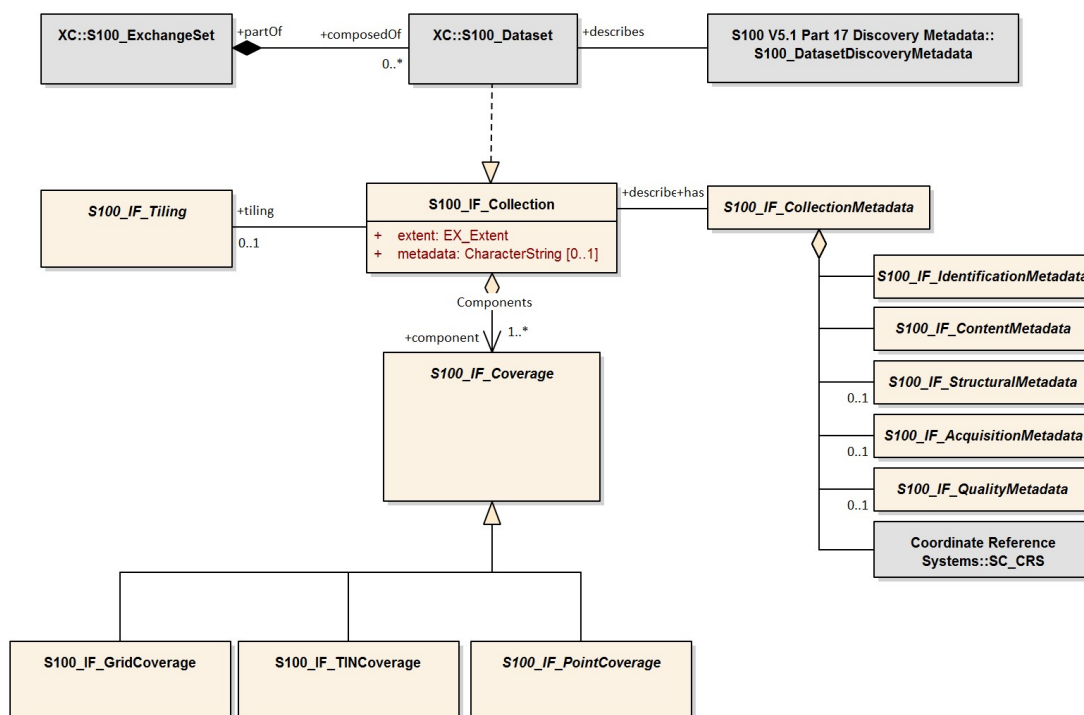 XC::S100_ExchangeSet
+partOf
+composedOf
0..*
XC::S100_Dataset
+describes
S100 V5.1 Part 17 Discovery Metadata::
S100_DatasetDiscoveryMetadata
S100_IF_Tiling
+tiling
0..1
S100_IF_Collection
+ extent: EX_Extent
+ metadata: CharacterString [0..1]
+describe
+has
S100_IF_CollectionMetadata
Components
+component
1..*
S100_IF_Coverage
S100_IF_IdentificationMetadata
S100_IF_ContentMetadata
S100_IF_StructuralMetadata
0..1
S100_IF_AcquisitionMetadata
0..1
S100_IF_QualityMetadata
0..1
Coordinate Reference
Systems::SC_CRS
S100_IF_GridCoverage
S100_IF_TINCoverage
S100_IF_PointCoverage